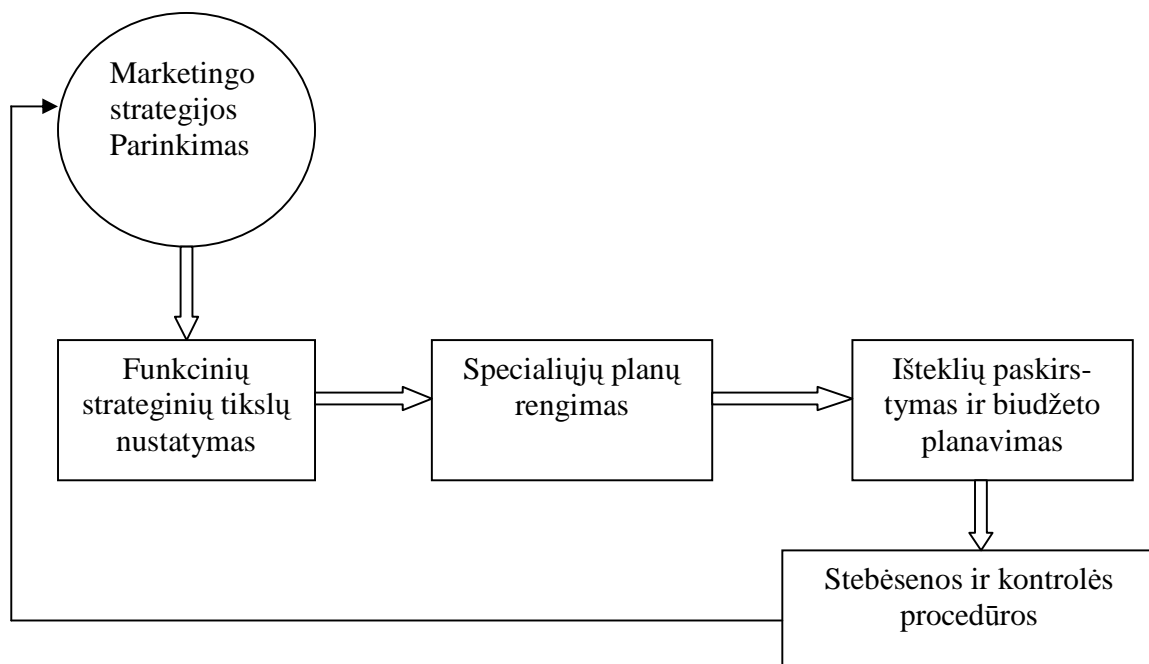 Marketingo
strategijos
Parinkimas
Funkcinių
strateginių tikslų
nustatymas
Specialiųjų planų
rengimas
Išteklių paskirs-
tymas ir biudžeto
planavimas
Stebėsenos ir kontrolės
procedūros